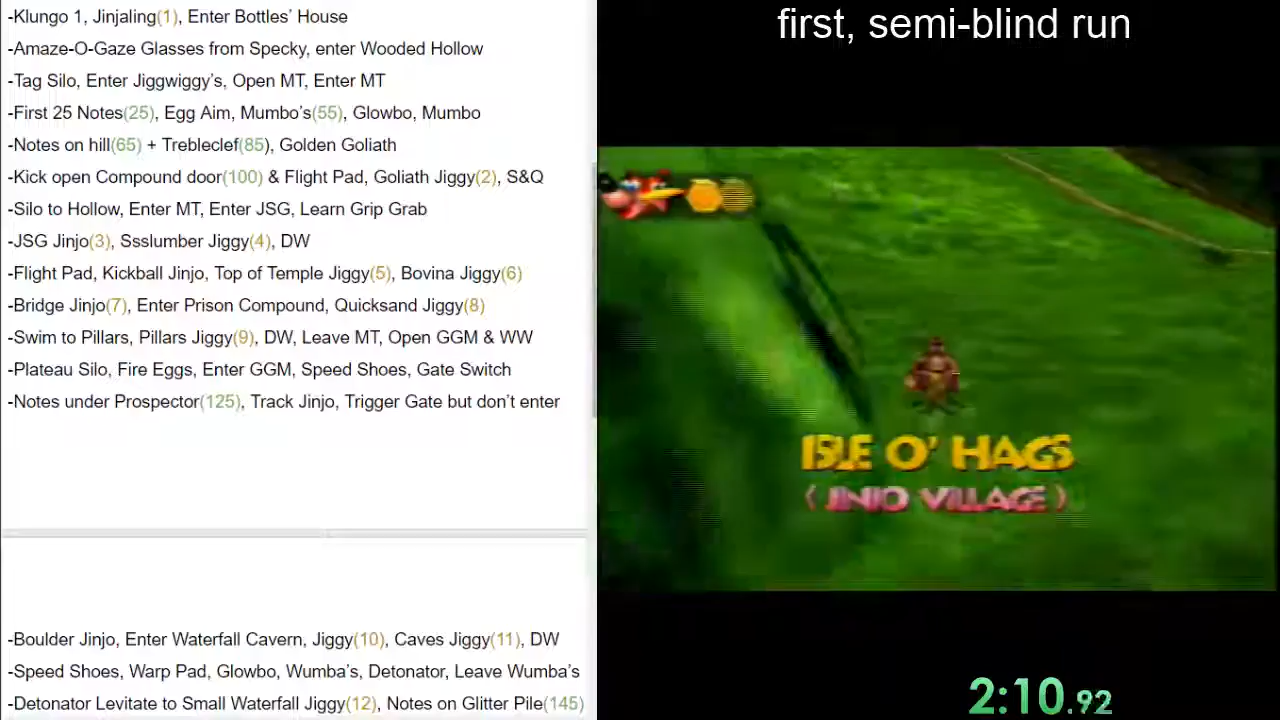 -Klungo 1, Jinjaling(1), Enter Bottles' House
-Amaze-O-Gaze Glasses from Specky, enter Wooded Hollow
-Tag Silo, Enter Jiggwiggy's, Open MT, Enter MT
-First 25 Notes(25), Egg Aim, Mumbo's(55), Glowbo, Mumbo
-Notes on hill(65) + Trebleclef(85), Golden Goliath
-Kick open Compound door(100) & Flight Pad, Goliath Jiggy(2), S&Q
-Silo to Hollow, Enter MT, Enter JSG, Learn Grip Grab
-JSG Jinjo(3), Ssslumber Jiggy(4), DW
-Flight Pad, Kickball Jinjo, Top of Temple Jiggy(5), Bovina Jiggy(6)
-Bridge Jinjo(7), Enter Prison Compound, Quicksand Jiggy(8)
-Swim to Pillars, Pillars Jiggy(9), DW, Leave MT, Open GGM & WW
-Plateau Silo, Fire Eggs, Enter GGM, Speed Shoes, Gate Switch
-Notes under Prospector(125), Track Jinjo, Trigger Gate but don't enter
-Boulder Jinjo, Enter Waterfall Cavern, Jiggy(10), Caves Jiggy(11), DW
-Speed Shoes, Warp Pad, Glowbo, Wumba's, Detonator, Leave Wumba's
-Detonator Levitate to Small Waterfall Jiggy(12), Notes on Glitter Pile(145)
first, semi-blind run
ISLE O' HAGS
( JINJO VILLAGE )
2:10.92